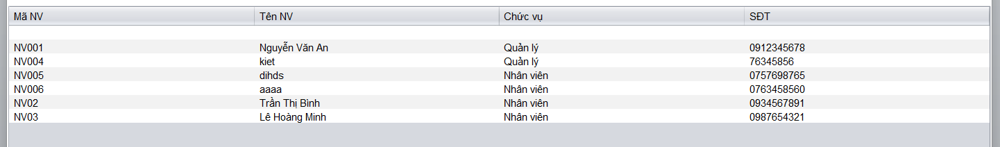 Mã NV Tên NV Chức vụ SĐT
NV001 Nguyễn Văn An Quản lý 0912345678
NV004 kiet Quản lý 76345856
NV005 dihds Nhân viên 0757698765
NV006 aaaa Nhân viên 0763458560
NV02 Trần Thị Bình Nhân viên 0934567891
NV03 Lê Hoàng Minh Nhân viên 0987654321